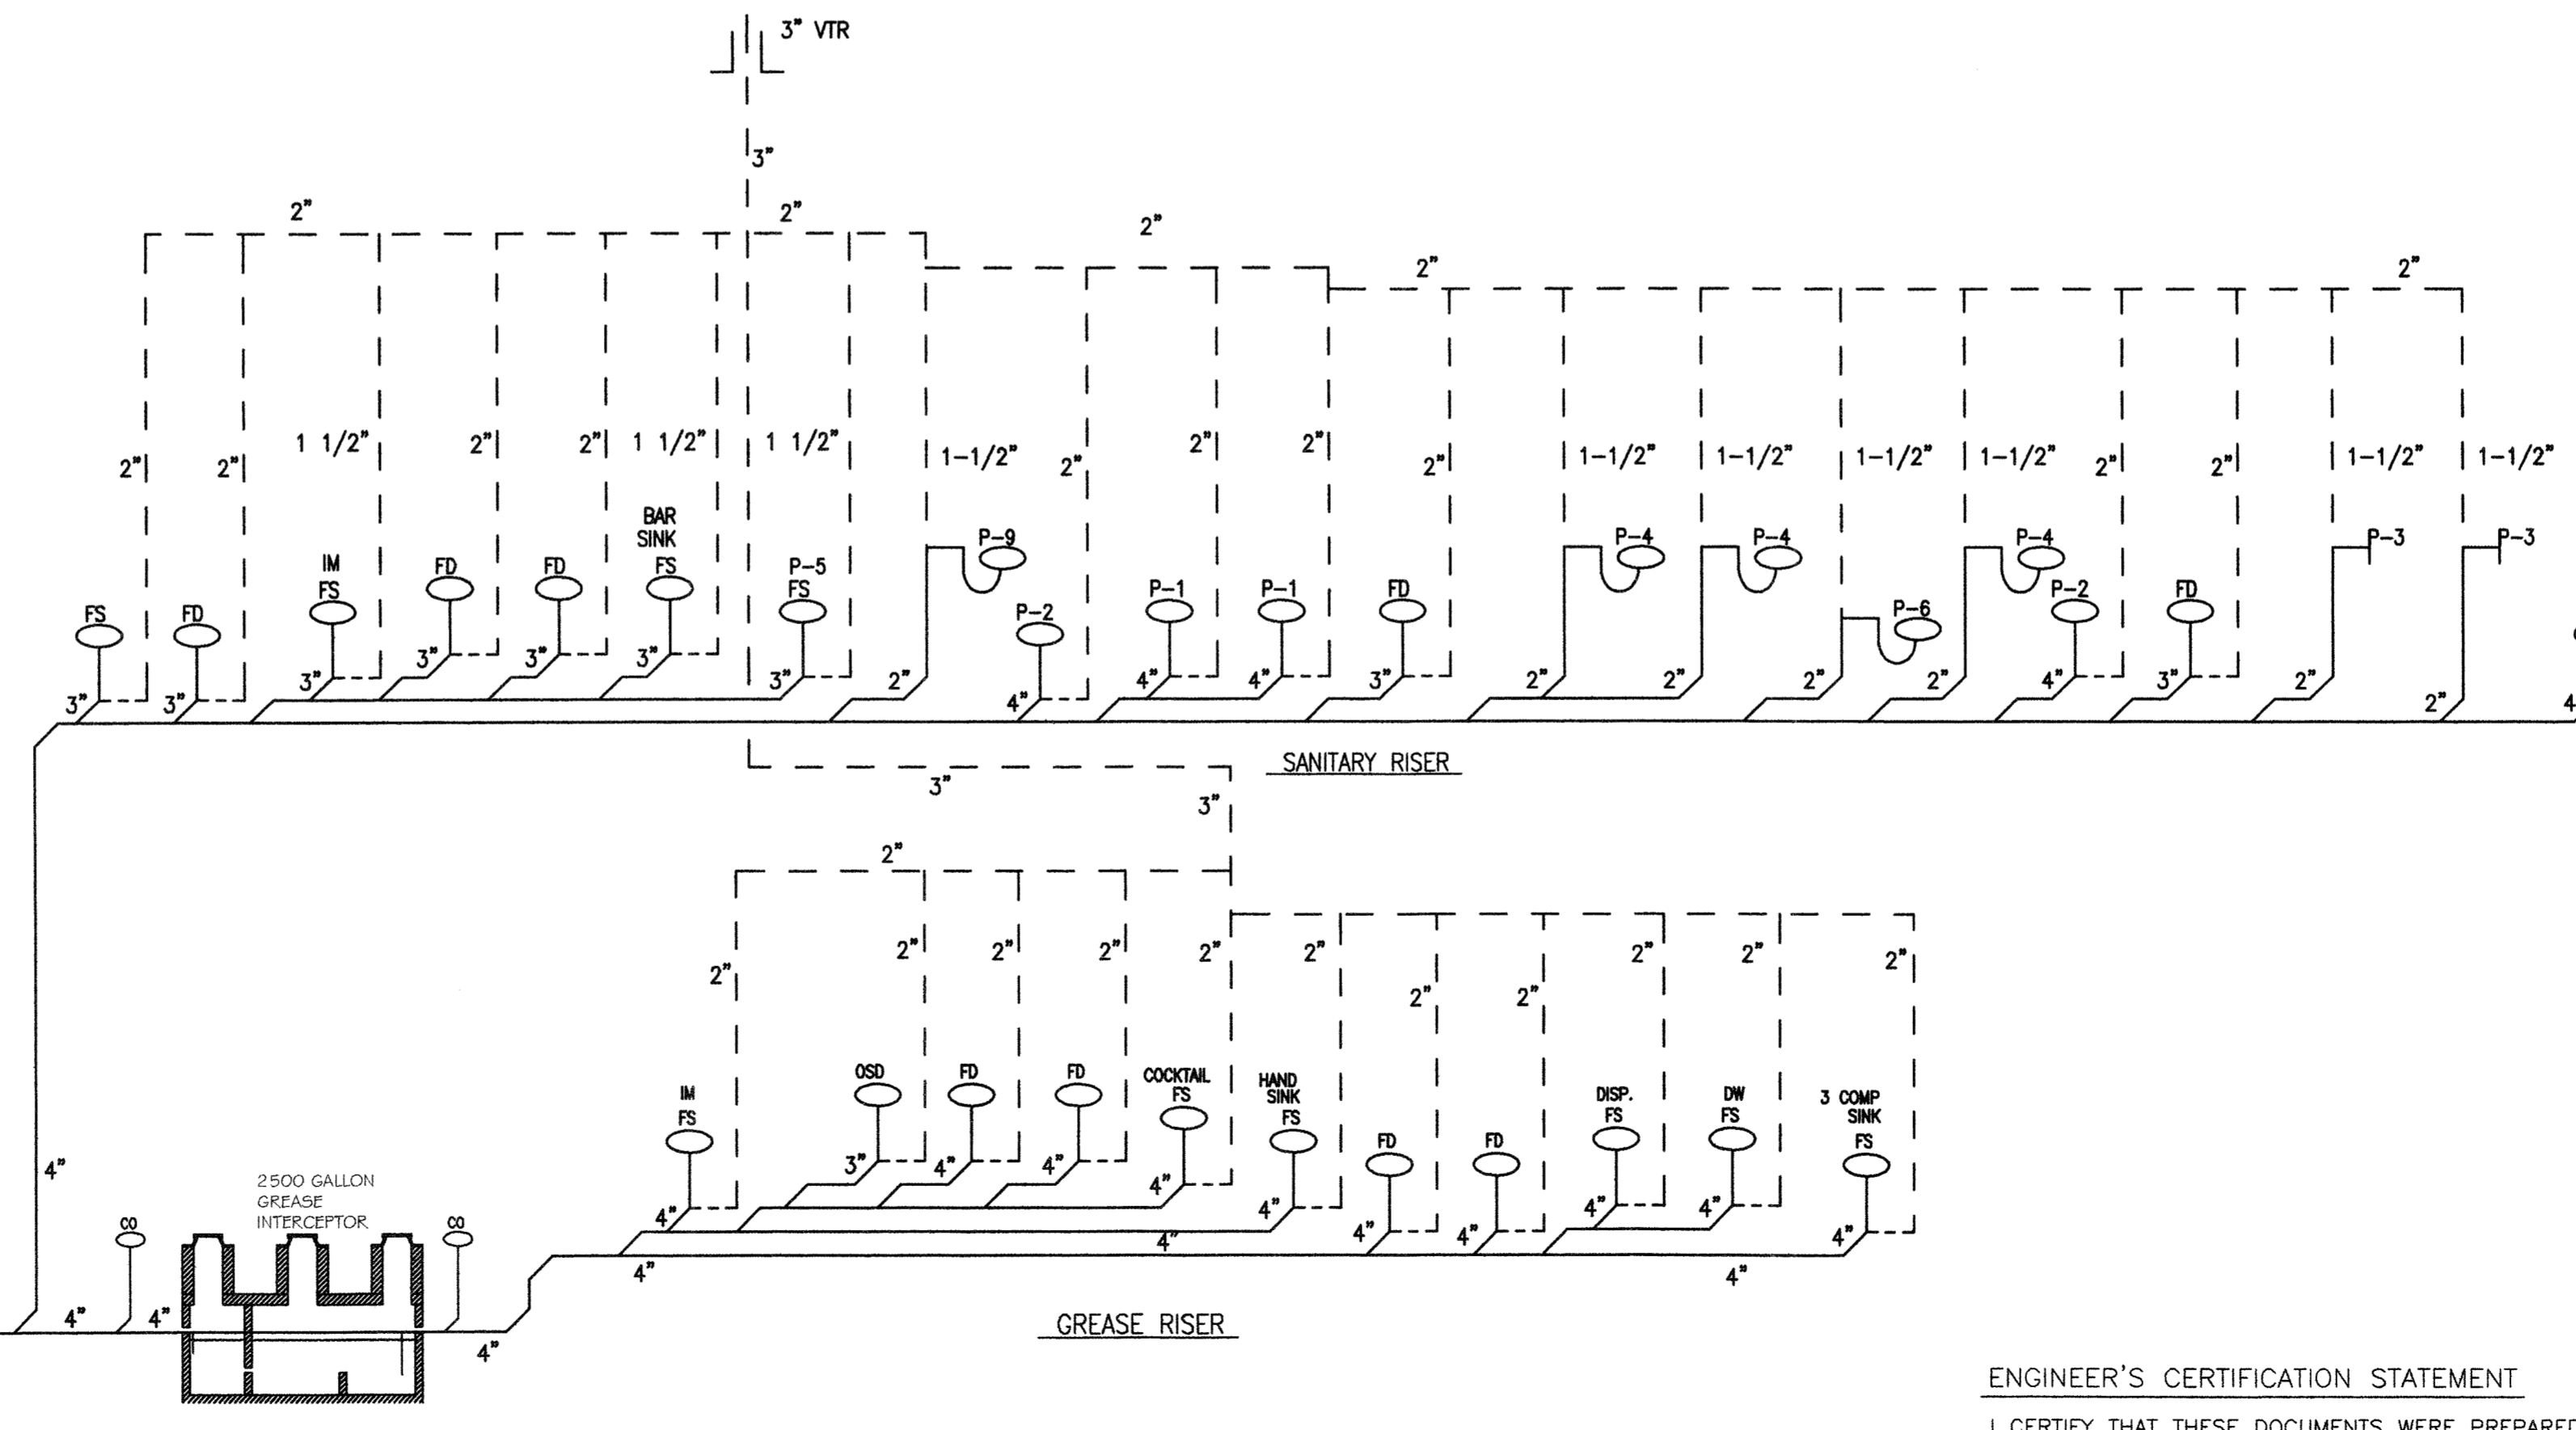 3" VTR
3"
2" 2" 2" 2" 2"
1 1/2" 2" 2" 1 1/2" 1 1/2" 1-1/2" 2" 2" 1-1/2" 1-1/2" 1-1/2" 1-1/2" 1-1/2" 1-1/2"
2" 2" 2" 2" 2" 2"
BAR
SINK
IM FD FD FS P-5 P-9 P-4 P-4 P-4 P-3 P-3
FS FD FS FS P-2 P-1 P-1 FD P-6 P-2 FD
3" 3" 3" 3" 3" 3" 3" 2" 4" 4" 4" 3" 2" 2" 2" 2" 4" 3" 2" 2" 4
SANITARY RISER
3" 3"
2"
2" 2" 2" 2" 2" 2" 2" 2" 2" 2" 2"
OSD FD FD COCKTAIL
FS
HAND
SINK
FS
IM
FS
FD FD
DISP.
FS
DW
FS
3 COMP
SINK
FS
3" 4" 4" 4"
4" 4" 4" 4" 4" 4" 4"
4"
4" 4"
4"
2500 GALLON
GREASE
INTERCEPTOR
CO CO
4" 4" 4"
GREASE RISER
ENGINEER'S CERTIFICATION STATEMENT
I CERTIFY THAT THESE DOCUMENTS WERE PREPARED